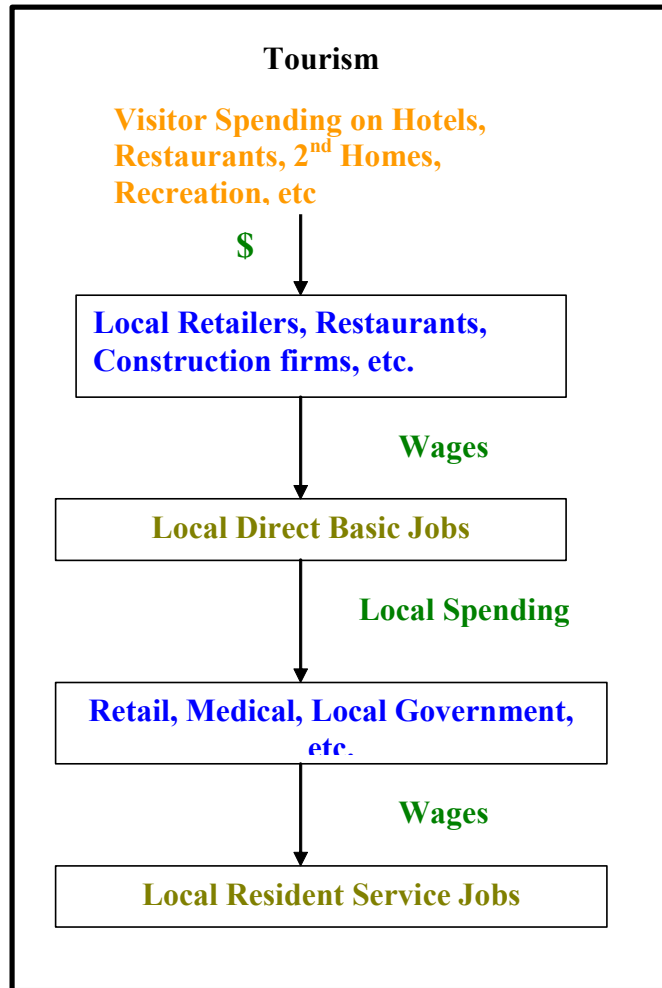 Tourism
Visitor Spending on Hotels,
Restaurants, 2nd Homes,
Recreation, etc
$
Local Retailers, Restaurants,
Construction firms, etc.
Wages
Local Direct Basic Jobs
Local Spending
Retail, Medical, Local Government,
etc.
Wages
Local Resident Service Jobs